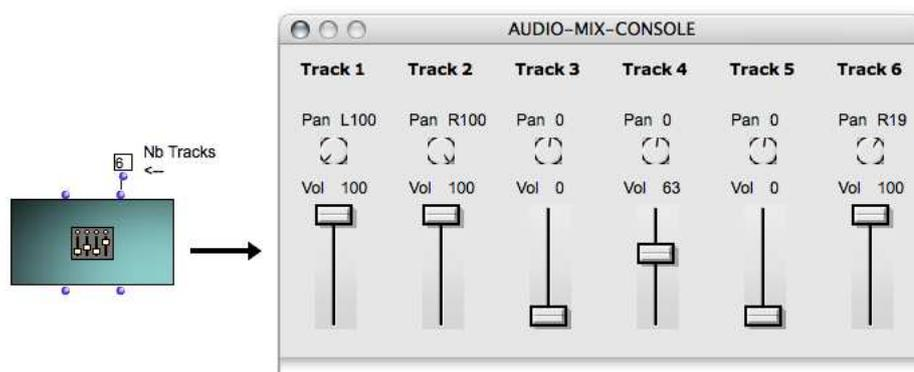 AUDIO-MIX-CONSOLE
Track 1 Track 2 Track 3 Track 4 Track 5 Track 6
Pan L100 Pan R100 Pan 0 Pan 0 Pan 0 Pan R19
Vol 100 Vol 100 Vol 0 Vol 63 Vol 0 Vol 100
6 Nb Tracks
<--